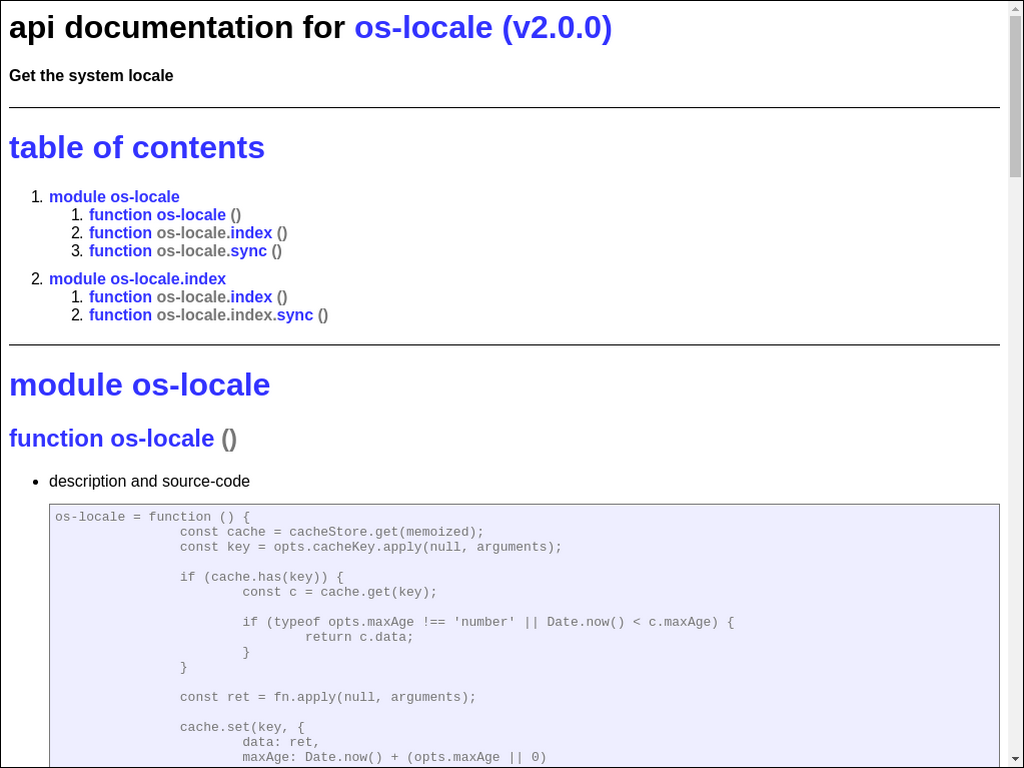 api documentation for os-locale (v2.0.0)
Get the system locale
table of contents
1. module os-locale
1. function os-locale ()
2. function os-locale.index ()
3. function os-locale.sync ()
2. module os-locale.index
1. function os-locale.index ()
2. function os-locale.index.sync ()
module os-locale
function os-locale ()
• description and source-code
os-locale = function () {
const cache = cacheStore.get(memoized);
const key = opts.cacheKey.apply(null, arguments);
if (cache.has(key)) {
const c = cache.get(key);
if (typeof opts.maxAge !== 'number' || Date.now() < c.maxAge) {
return c.data;
}
}
const ret = fn.apply(null, arguments);
cache.set(key, {
data: ret,
maxAge: Date.now() + (opts.maxAge || 0)